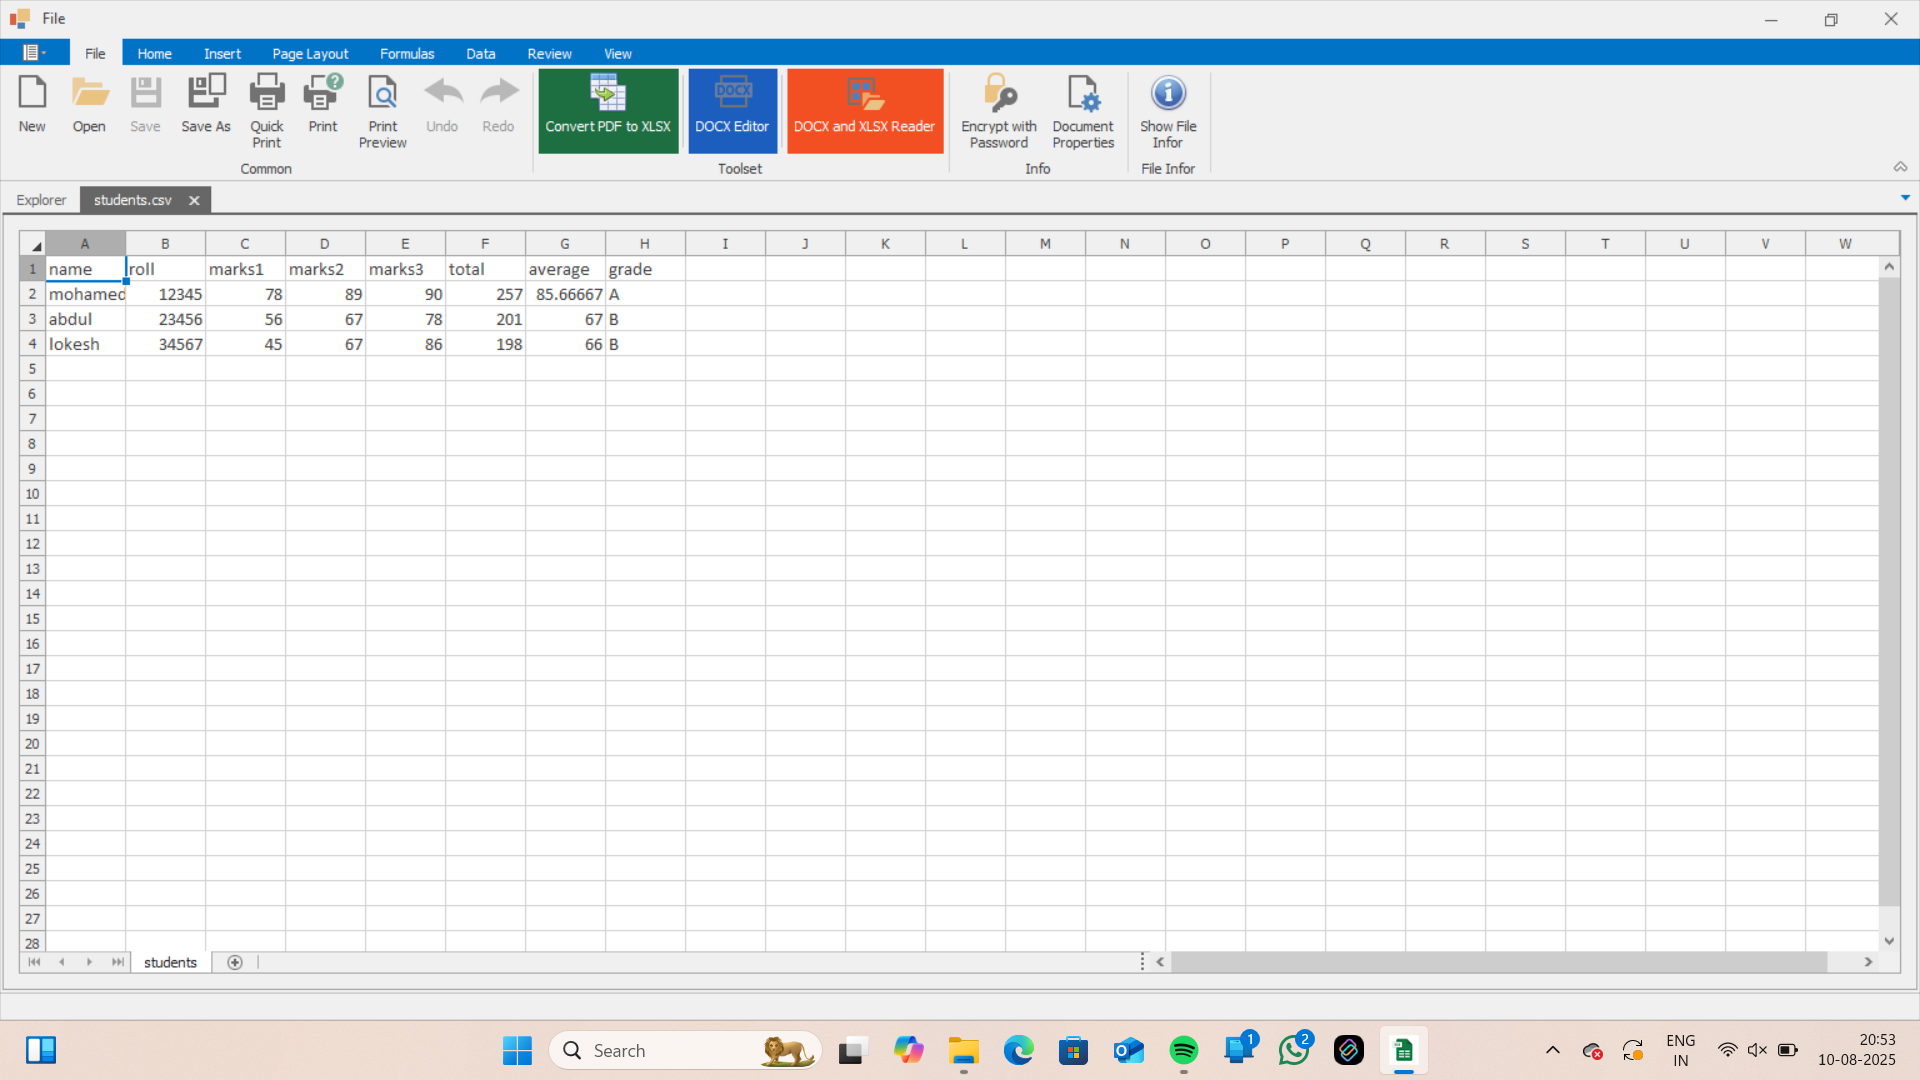 File
File Home Insert Page Layout Formulas Data Review View
New Open Save Save As Quick Print Print Print Preview Undo Redo
Common
Convert PDF to XLSX DOCX DOCX Editor DOCX and XLSX Reader
Toolset
Encrypt with Password Document Properties
Info
Show File Infor
File Infor
Explorer students.csv
A B C D E F G H I J K L M N O P Q R S T U V W
1 name roll marks1 marks2 marks3 total average grade
2 mohamed 12345 78 89 90 257 85.66667 A
3 abdul 23456 56 67 78 201 67 B
4 lokesh 34567 45 67 86 198 66 B
5
6
7
8
9
10
11
12
13
14
15
16
17
18
19
20
21
22
23
24
25
26
27
28
students
Search 1 2 ENG IN 20:53
10-08-2025